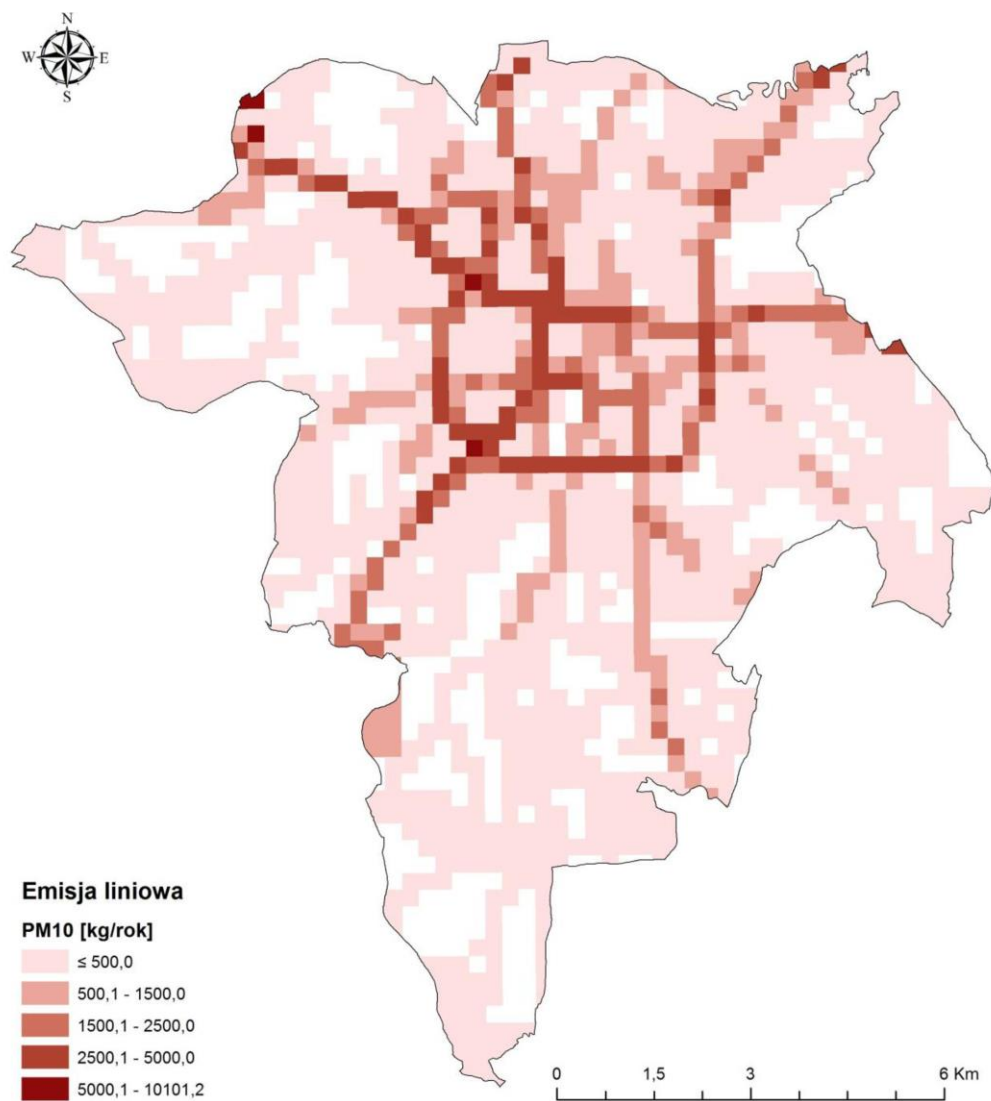 N
W E
S
Emisja liniowa
PM10 [kg/rok]
≤ 500,0
500,1 - 1500,0
1500,1 - 2500,0
2500,1 - 5000,0
5000,1 - 10101,2
0 1,5 3 6 Km